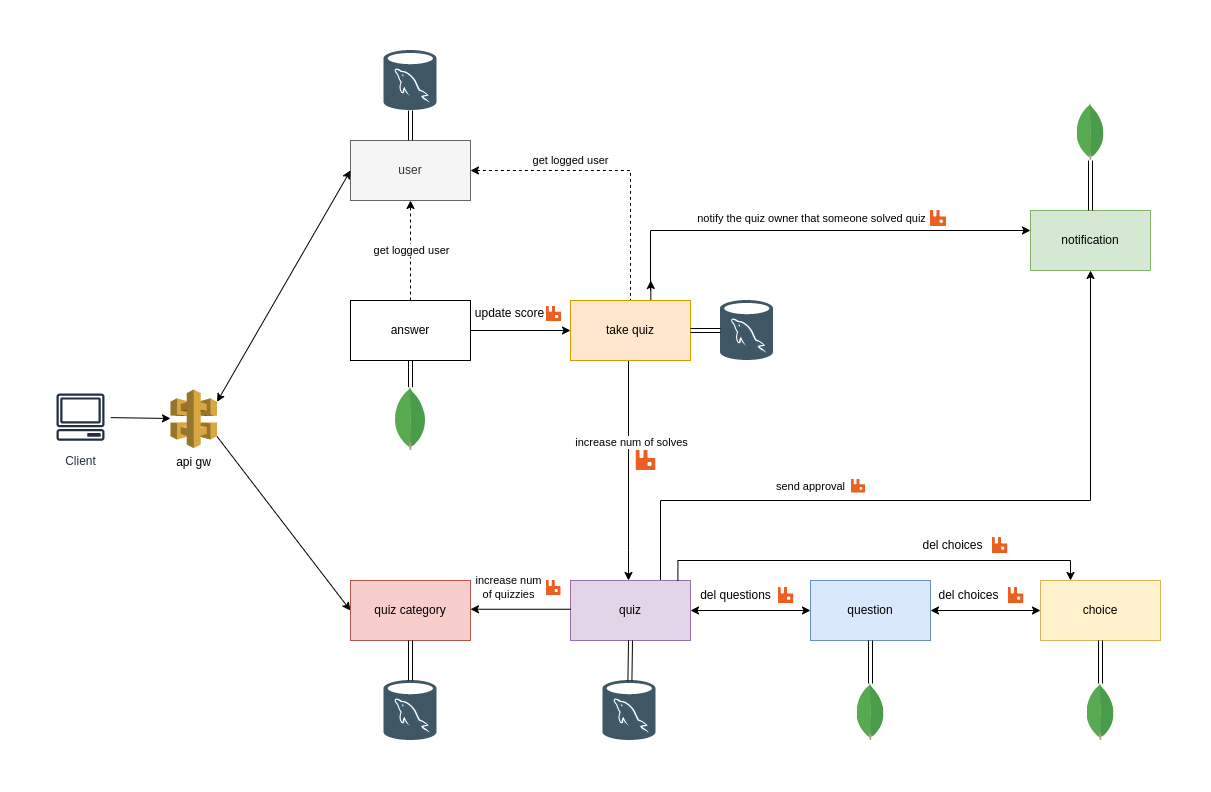 user
get logged user
notify the quiz owner that someone solved quiz
notification
get logged user
answer
update score
take quiz
Client
api gw
increase num of solves
send approval
del choices
quiz category
increase num
of quizzies
quiz
del questions
question
del choices
choice